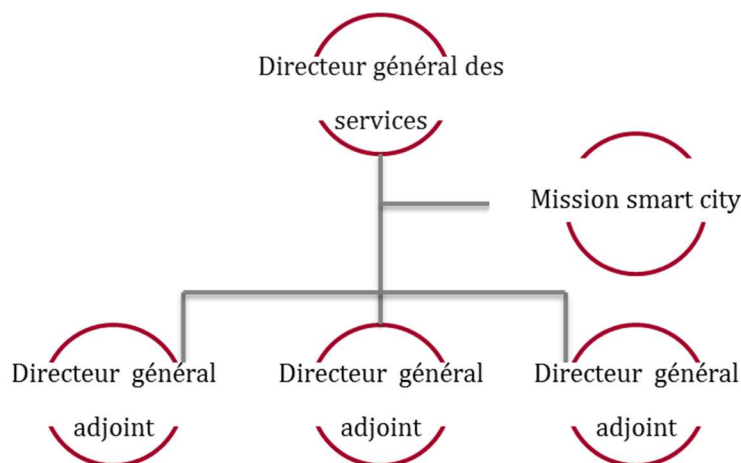 Directeur général des
services
Mission smart city
Directeur général
adjoint
Directeur général
adjoint
Directeur général
adjoint